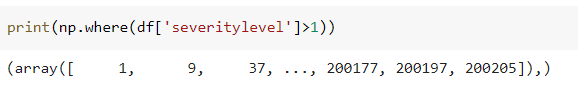 print(np.where(df['severitylevel']>1))
(array([     1,      9,     37, ..., 200177, 200197, 200205]),)